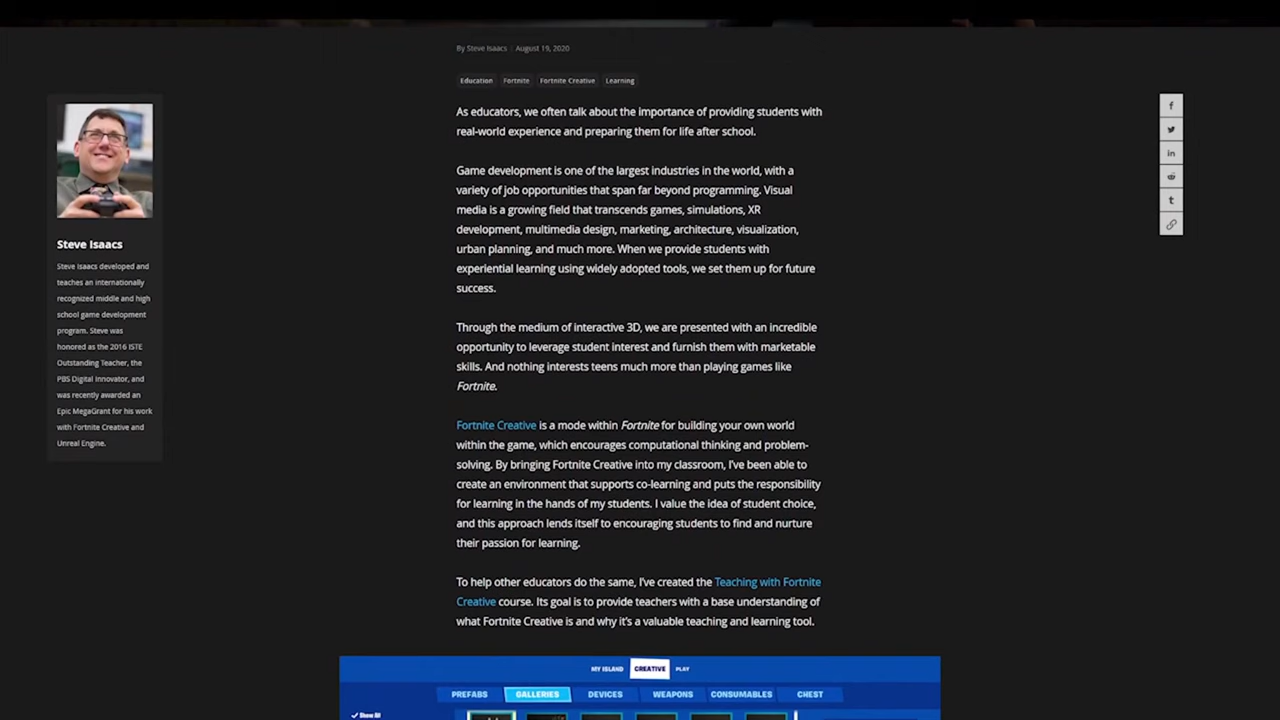 By Steve Isaacs | August 19, 2020
Education Fortnite Fortnite Creative Learning
Steve Isaacs
Steve Isaacs developed and
teaches an internationally
recognized middle and high
school game development
program. Steve was
honored as the 2016 ISTE
Outstanding Teacher, the
PBS Digital Innovator, and
was recently awarded an
Epic MegaGrant for his work
with Fortnite Creative and
Unreal Engine.
As educators, we often talk about the importance of providing students with
real-world experience and preparing them for life after school.
Game development is one of the largest industries in the world, with a
variety of job opportunities that span far beyond programming. Visual
media is a growing field that transcends games, simulations, XR
development, multimedia design, marketing, architecture, visualization,
urban planning, and much more. When we provide students with
experiential learning using widely adopted tools, we set them up for future
success.
Through the medium of interactive 3D, we are presented with an incredible
opportunity to leverage student interest and furnish them with marketable
skills. And nothing interests teens much more than playing games like
Fortnite.
Fortnite Creative is a mode within Fortnite for building your own world
within the game, which encourages computational thinking and problem-
solving. By bringing Fortnite Creative into my classroom, I've been able to
create an environment that supports co-learning and puts the responsibility
for learning in the hands of my students. I value the idea of student choice,
and this approach lends itself to encouraging students to find and nurture
their passion for learning.
To help other educators do the same, I've created the Teaching with Fortnite
Creative course. Its goal is to provide teachers with a base understanding of
what Fortnite Creative is and why it's a valuable teaching and learning tool.
MY ISLAND CREATIVE PLAY
PREFABS GALLERIES DEVICES WEAPONS CONSUMABLES CHEST
Show All